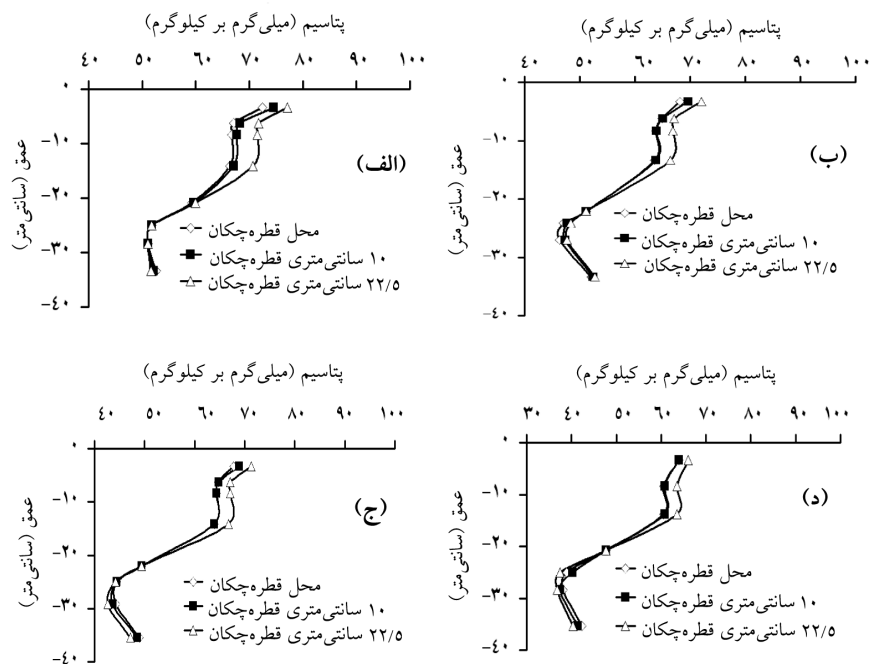 پتاسیم (میلی‌گرم بر کیلوگرم)
۴۰ ۵۰ ۶۰ ۷۰ ۸۰ ۹۰ ۱۰۰
۰
-۱۰
-۲۰
-۳۰
-۴۰
عمق (سانتی‌متر)
(الف)
محل قطره‌چکان
۱۰ سانتی‌متری قطره‌چکان
۲۲/۵ سانتی‌متری قطره‌چکان
پتاسیم (میلی‌گرم بر کیلوگرم)
۴۰ ۵۰ ۶۰ ۷۰ ۸۰ ۹۰ ۱۰۰
۰
-۱۰
-۲۰
-۳۰
-۴۰
عمق (سانتی‌متر)
(ب)
محل قطره‌چکان
۱۰ سانتی‌متری قطره‌چکان
۲۲/۵ سانتی‌متری قطره‌چکان
پتاسیم (میلی‌گرم بر کیلوگرم)
۴۰ ۵۰ ۶۰ ۷۰ ۸۰ ۹۰ ۱۰۰
۰
-۱۰
-۲۰
-۳۰
-۴۰
عمق (سانتی‌متر)
(ج)
محل قطره‌چکان
۱۰ سانتی‌متری قطره‌چکان
۲۲/۵ سانتی‌متری قطره‌چکان
پتاسیم (میلی‌گرم بر کیلوگرم)
۳۰ ۴۰ ۵۰ ۶۰ ۷۰ ۸۰ ۹۰ ۱۰۰
۰
-۱۰
-۲۰
-۳۰
-۴۰
عمق (سانتی‌متر)
(د)
محل قطره‌چکان
۱۰ سانتی‌متری قطره‌چکان
۲۲/۵ سانتی‌متری قطره‌چکان